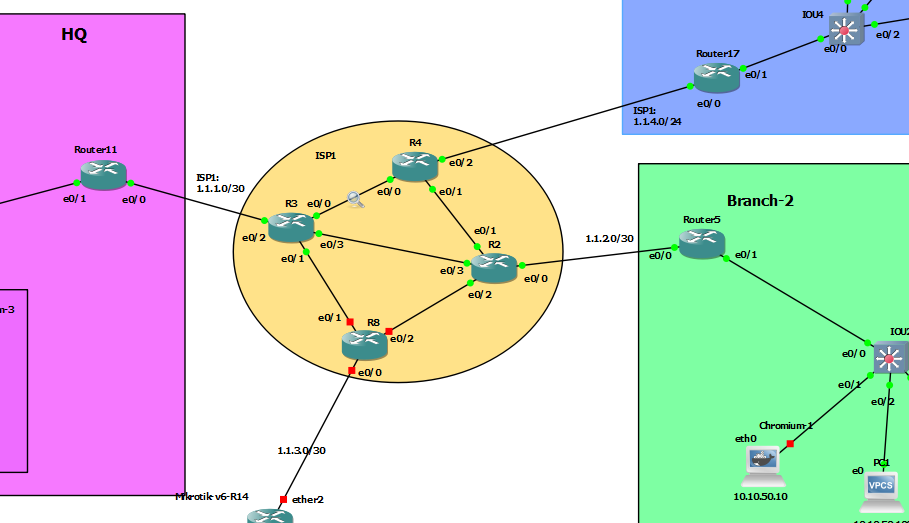 HQ
IOU4
e0/0
e0/2
Router17
e0/1
e0/0
ISP1:
1.1.4.0/24
Router11
e0/1
e0/0
ISP1:
1.1.1.0/30
ISP1
R4
e0/2
e0/0
e0/1
R3
e0/0
e0/2
e0/3
e0/1
e0/1
R2
e0/3
e0/0
e0/2
1.1.2.0/30
Branch-2
Router5
e0/0
e0/1
e0/1
R8
e0/2
e0/0
1.1.3.0/30
Mikrotik-v6-R14
ether2
n-3
IOU2
e0/0
e0/1
e0/2
Chromium-1
eth0
10.10.50.10
PC1
e0
VPCS